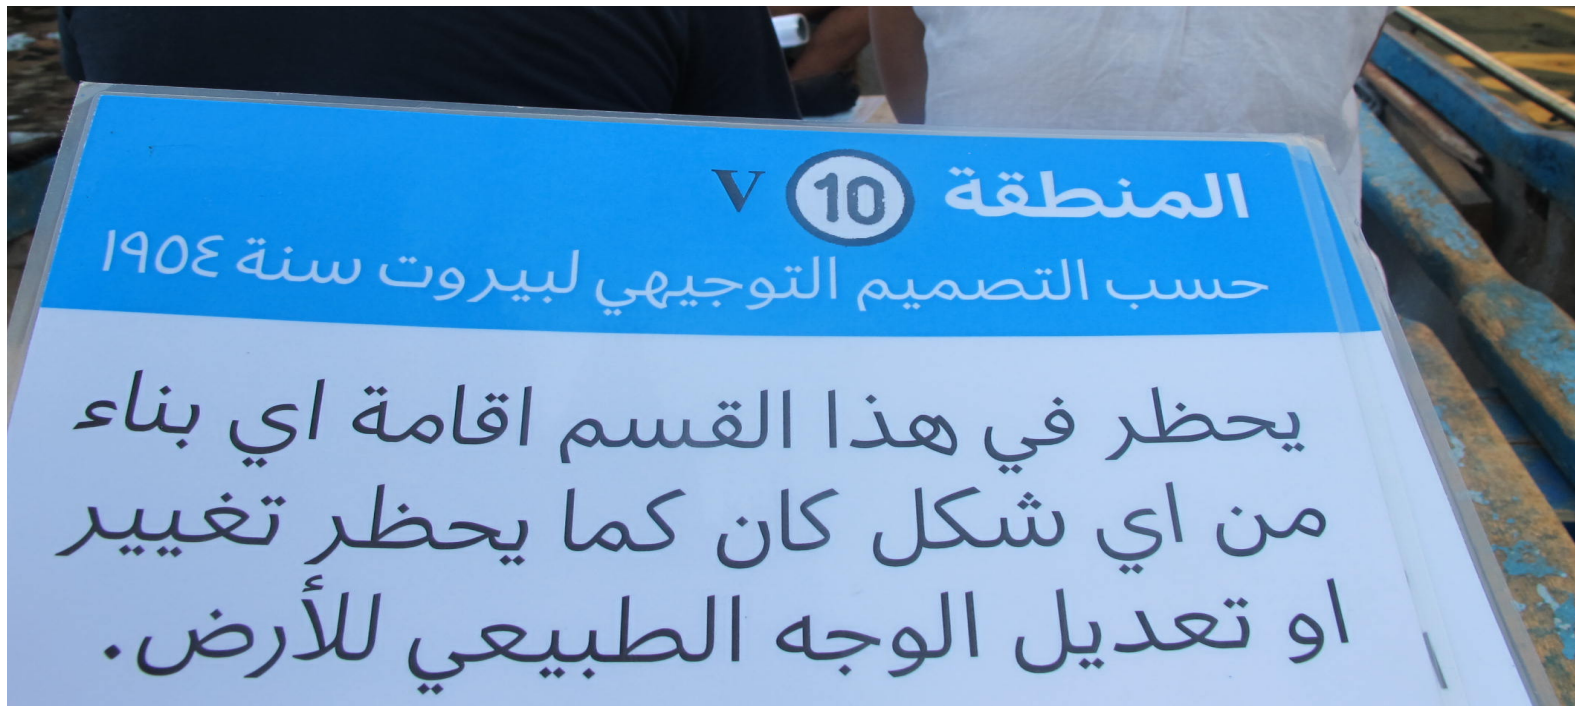 المنطقة 10 V
حسب التصميم التوجيهي لبيروت سنة ١٩٥٤
يحظر في هذا القسم اقامة اي بناء
من اي شكل كان كما يحظر تغيير
او تعديل الوجه الطبيعي للأرض.